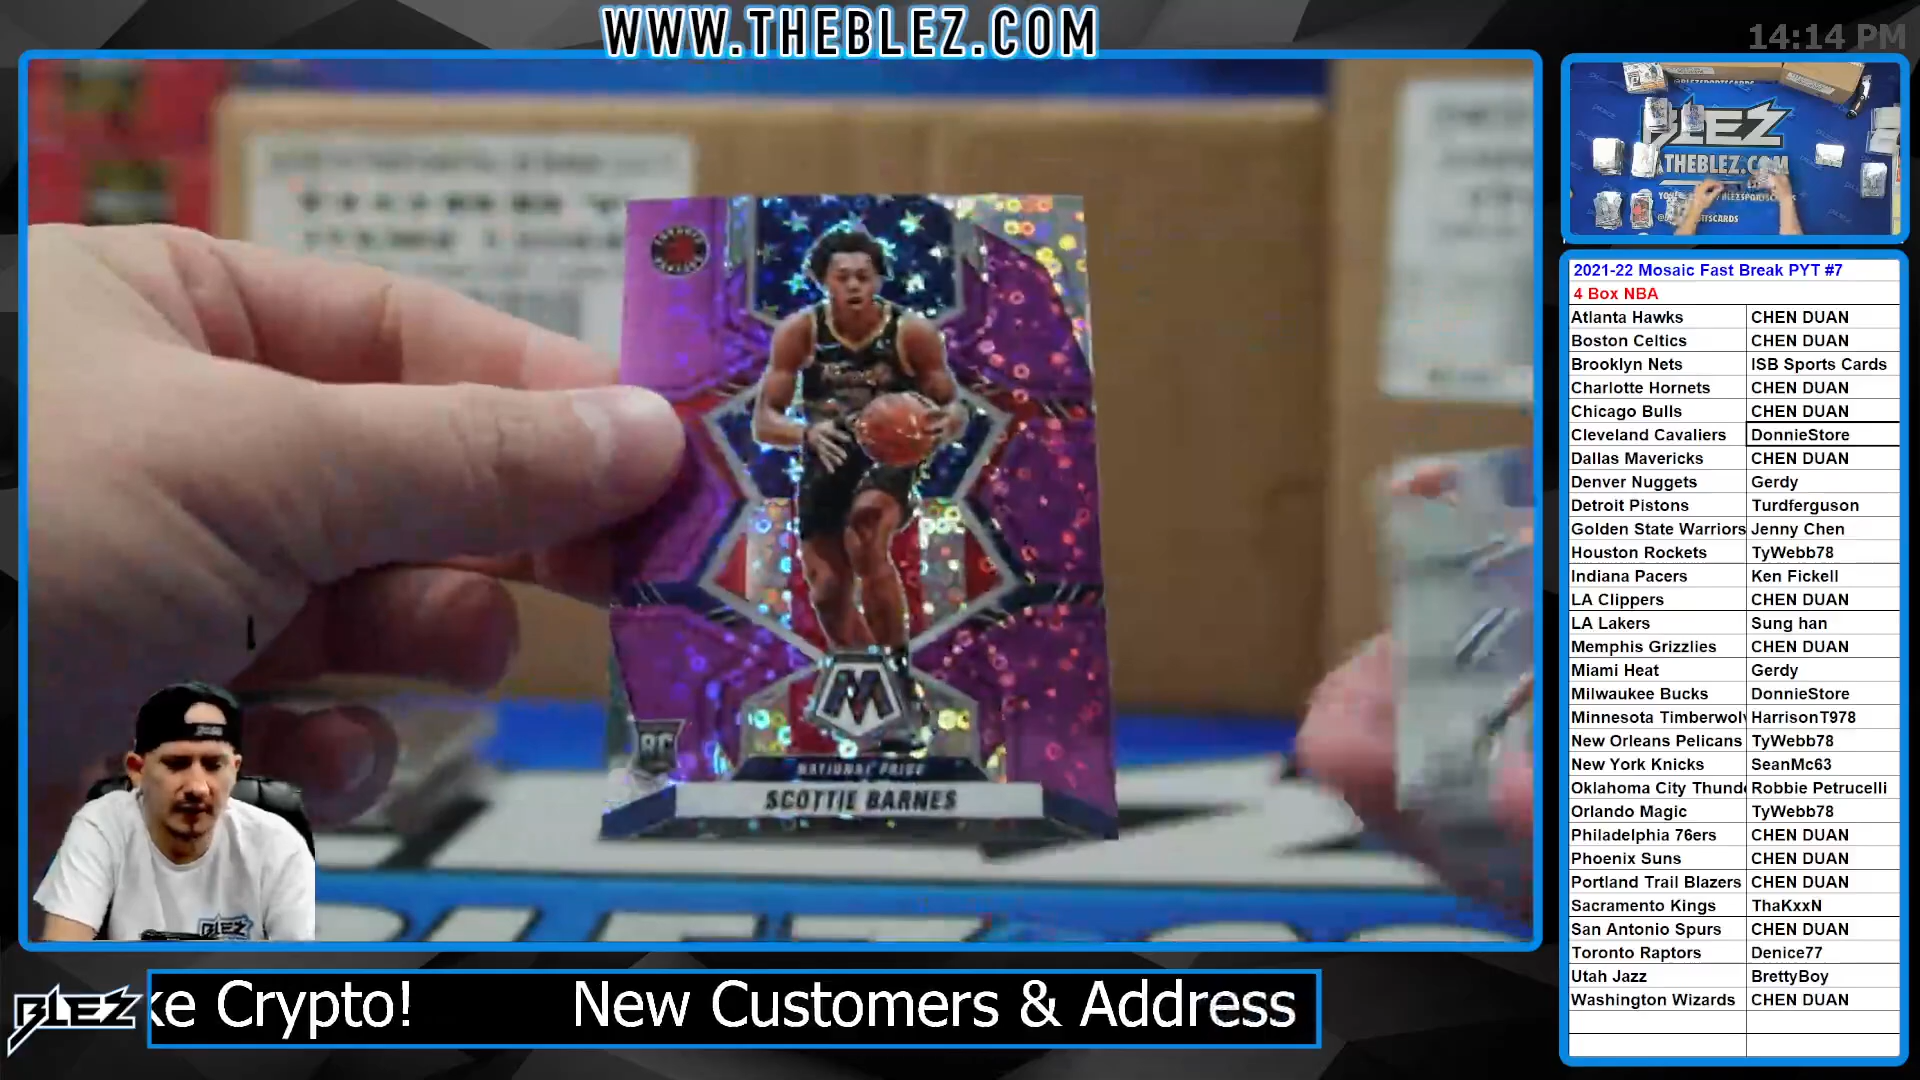 WWW.THEBLEZ.COM
14:14 PM
BLEZ
THEBLEZ.COM
2021-22 Mosaic Fast Break PYT #7
4 Box NBA
Atlanta Hawks CHEN DUAN
Boston Celtics CHEN DUAN
Brooklyn Nets ISB Sports Cards
Charlotte Hornets CHEN DUAN
Chicago Bulls CHEN DUAN
Cleveland Cavaliers DonnieStore
Dallas Mavericks CHEN DUAN
Denver Nuggets Gerdy
Detroit Pistons Turdferguson
Golden State Warriors Jenny Chen
Houston Rockets TyWebb78
Indiana Pacers Ken Fickell
LA Clippers CHEN DUAN
LA Lakers Sung han
Memphis Grizzlies CHEN DUAN
Miami Heat Gerdy
Milwaukee Bucks DonnieStore
Minnesota Timberwolv HarrisonT978
New Orleans Pelicans TyWebb78
New York Knicks SeanMc63
Oklahoma City Thund Robbie Petrucelli
Orlando Magic TyWebb78
Philadelphia 76ers CHEN DUAN
Phoenix Suns CHEN DUAN
Portland Trail Blazers CHEN DUAN
Sacramento Kings ThaKxxN
San Antonio Spurs CHEN DUAN
Toronto Raptors Denice77
Utah Jazz BrettyBoy
Washington Wizards CHEN DUAN
M
RC
NATIONAL PRIDE
SCOTTIE BARNES
BLEZ
BLEZ
ke Crypto! New Customers & Address